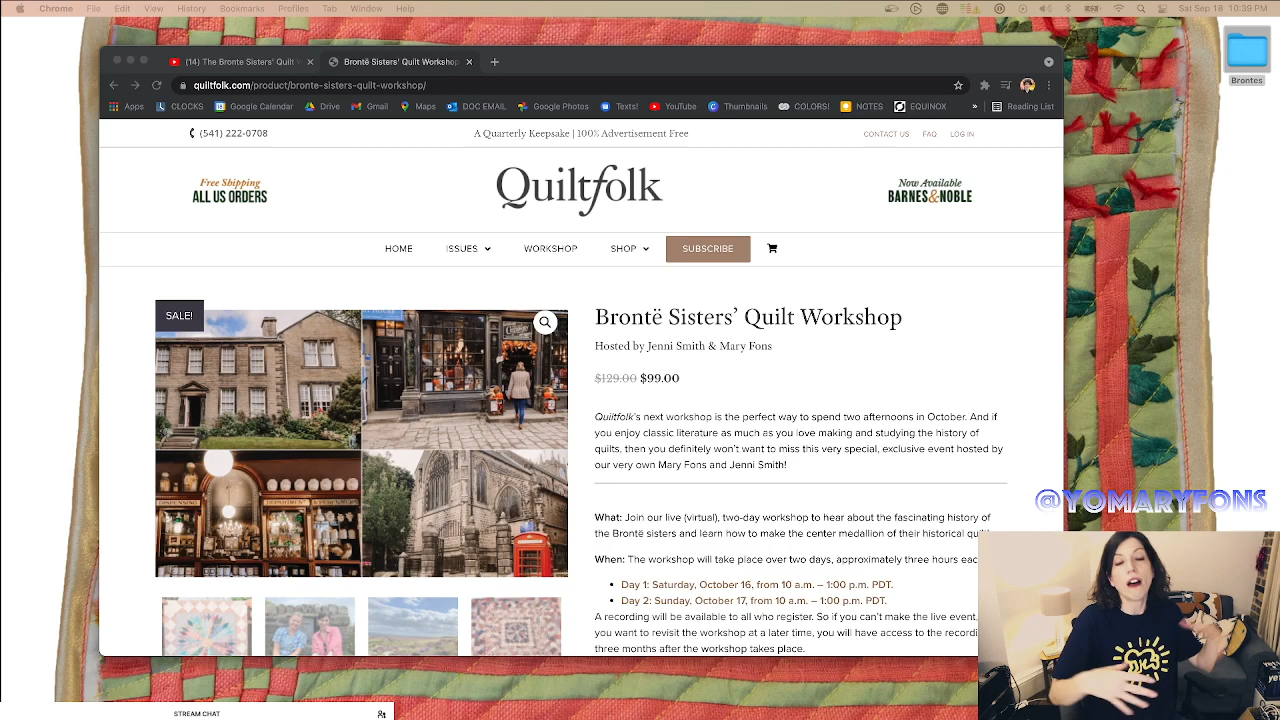 Chrome File Edit View History Bookmarks Profiles Tab Window Help
Sat Sep 18 10:39 PM
Brontes
(14) The Bronte Sisters' Quilt W
Brontë Sisters' Quilt Workshop
quiltfolk.com/product/bronte-sisters-quilt-workshop/
Apps CLOCKS Google Calendar Drive Gmail Maps DOC EMAIL Google Photos Texts! YouTube Thumbnails COLORS! NOTES EQUINOX » Reading List
(541) 222-0708
A Quarterly Keepsake | 100% Advertisement Free
CONTACT US FAQ LOG IN
Free Shipping
ALL US ORDERS
Quiltfolk
Now Available
BARNES&NOBLE
HOME ISSUES WORKSHOP SHOP SUBSCRIBE
SALE!
Brontë Sisters' Quilt Workshop
Hosted by Jenni Smith & Mary Fons
$129.00 $99.00
Quiltfolk's next workshop is the perfect way to spend two afternoons in October. And if
you enjoy classic literature as much as you love making and studying the history of
quilts, then you definitely won't want to miss this very special, exclusive event hosted by
our very own Mary Fons and Jenni Smith!
What: Join our live (virtual), two-day workshop to hear about the fascinating history of
the Brontë sisters and learn how to make the center medallion of their historical quilt.
When: The workshop will take place over two days, approximately three hours eac
Day 1: Saturday, October 16, from 10 a.m. – 1:00 p.m. PDT.
Day 2: Sunday, October 17, from 10 a.m. – 1:00 p.m. PDT.
A recording will be available to all who register. So if you can't make the live event,
you want to revisit the workshop at a later time, you will have access to the recordi
three months after the workshop takes place.
@YOMARYFONS
STREAM CHAT